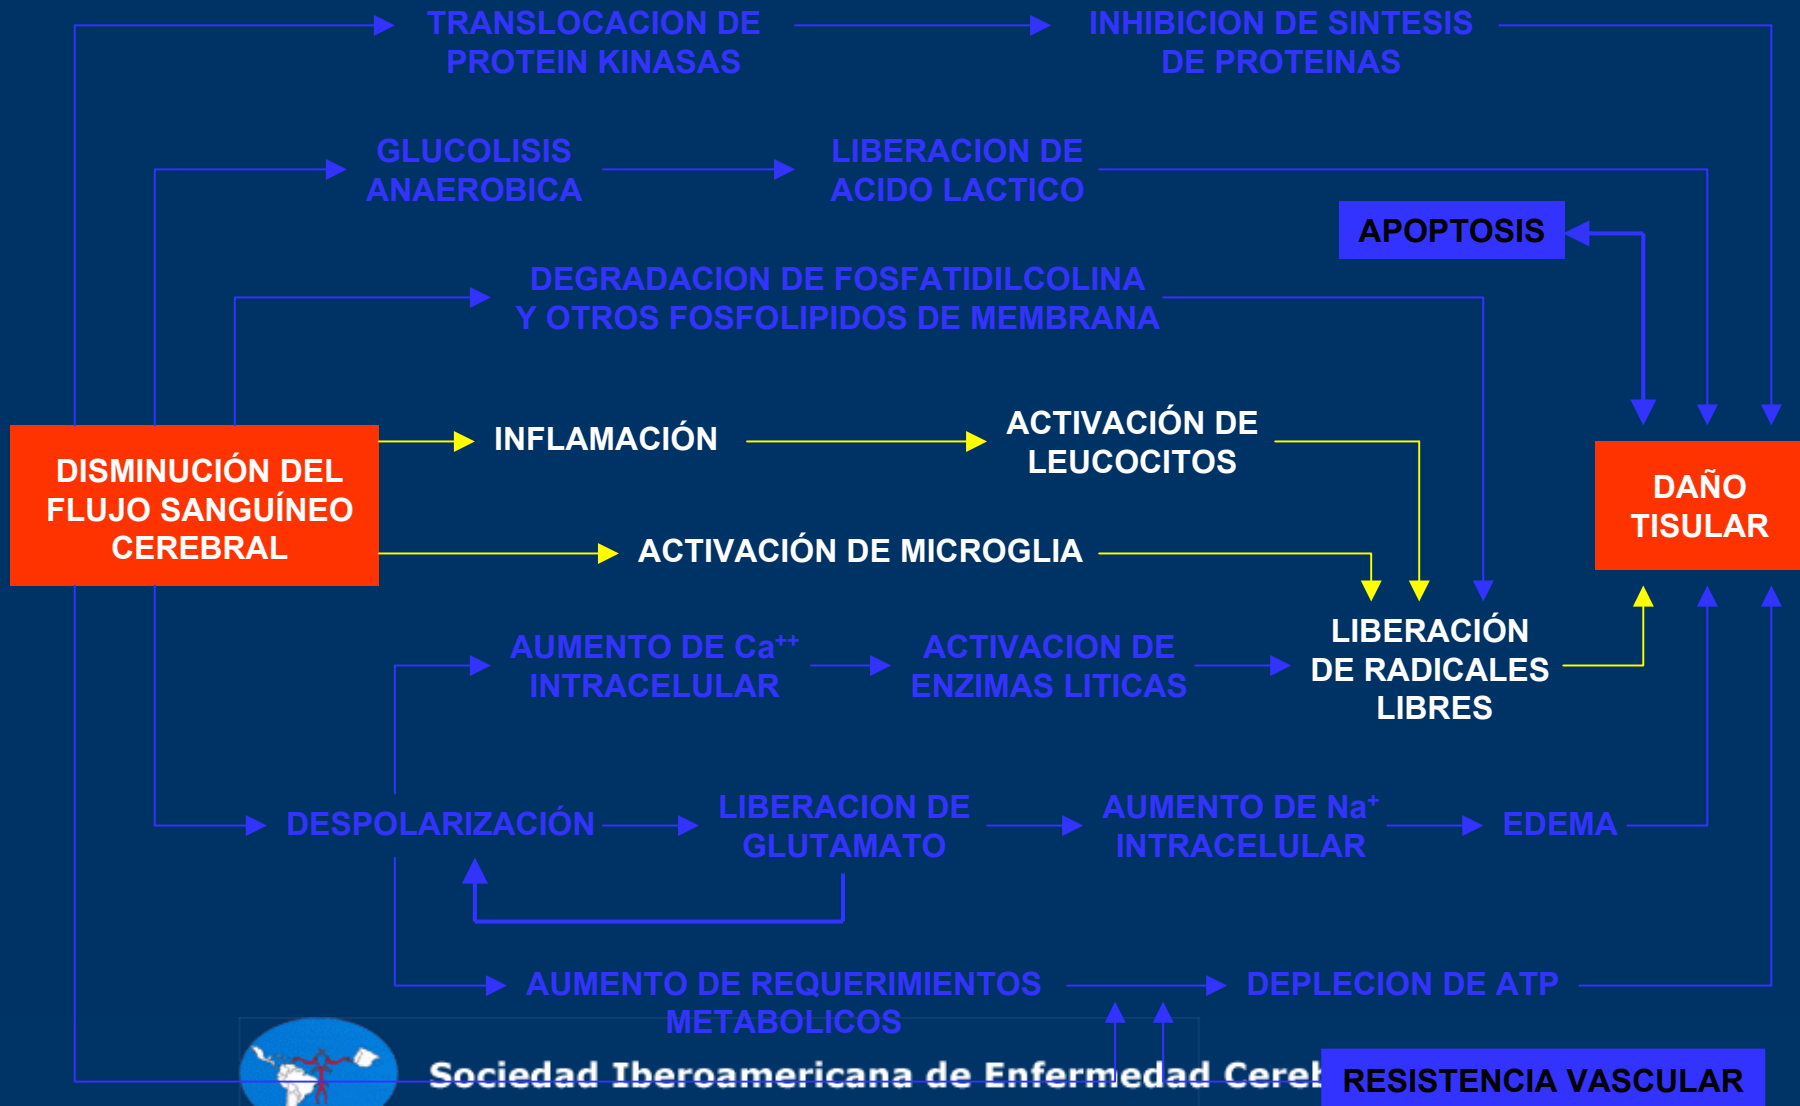 TRANSLOCACION DE
PROTEIN KINASAS
INHIBICION DE SINTESIS
DE PROTEINAS
GLUCOLISIS
ANAEROBICA
LIBERACION DE
ACIDO LACTICO
APOPTOSIS
DEGRADACION DE FOSFATIDILCOLINA
Y OTROS FOSFOLIPIDOS DE MEMBRANA
DISMINUCIÓN DEL
FLUJO SANGUÍNEO
CEREBRAL
INFLAMACIÓN
ACTIVACIÓN DE
LEUCOCITOS
DAÑO
TISULAR
ACTIVACIÓN DE MICROGLIA
AUMENTO DE Ca⁺⁺
INTRACELULAR
ACTIVACION DE
ENZIMAS LITICAS
LIBERACIÓN
DE RADICALES
LIBRES
DESPOLARIZACIÓN
LIBERACION DE
GLUTAMATO
AUMENTO DE Na⁺
INTRACELULAR
EDEMA
AUMENTO DE REQUERIMIENTOS
METABOLICOS
DEPLECION DE ATP
Sociedad Iberoamericana de Enfermedad
RESISTENCIA VASCULAR